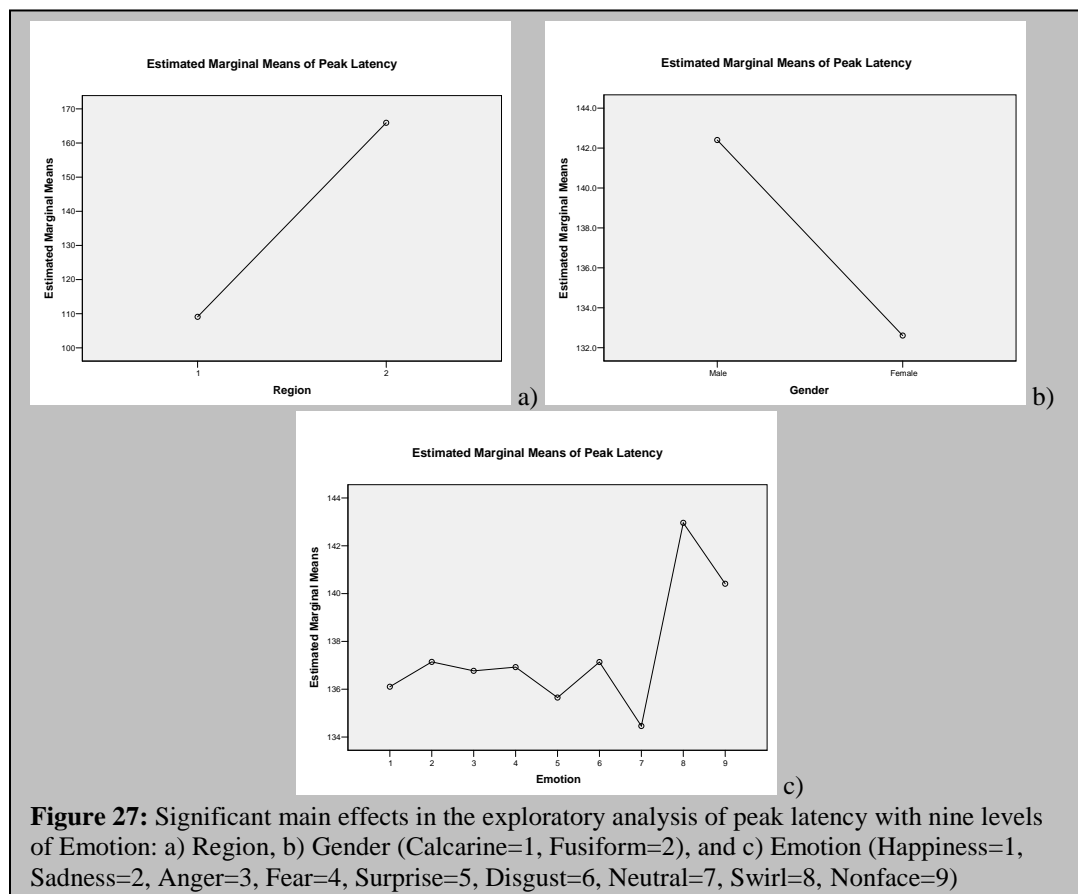 Estimated Marginal Means of Peak Latency
Estimated Marginal Means
170
160
150
140
130
120
110
100
1
2
Region
a)
Estimated Marginal Means of Peak Latency
Estimated Marginal Means
144.0
142.0
140.0
138.0
136.0
134.0
132.0
Male
Female
Gender
b)
Estimated Marginal Means of Peak Latency
Estimated Marginal Means
144
142
140
138
136
134
1
2
3
4
5
6
7
8
9
Emotion
c)
Figure 27: Significant main effects in the exploratory analysis of peak latency with nine levels
of Emotion: a) Region, b) Gender (Calcarine=1, Fusiform=2), and c) Emotion (Happiness=1,
Sadness=2, Anger=3, Fear=4, Surprise=5, Disgust=6, Neutral=7, Swirl=8, Nonface=9)